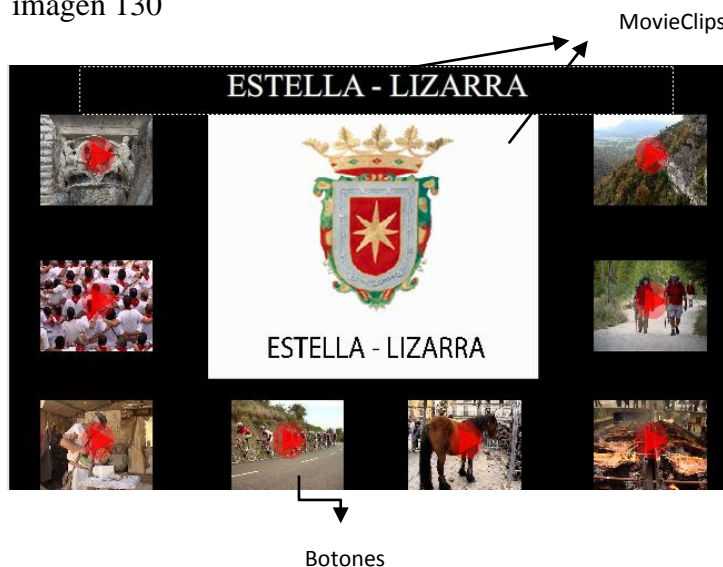 imagen 130
MovieClips
ESTELLA - LIZARRA
ESTELLA - LIZARRA
Botones